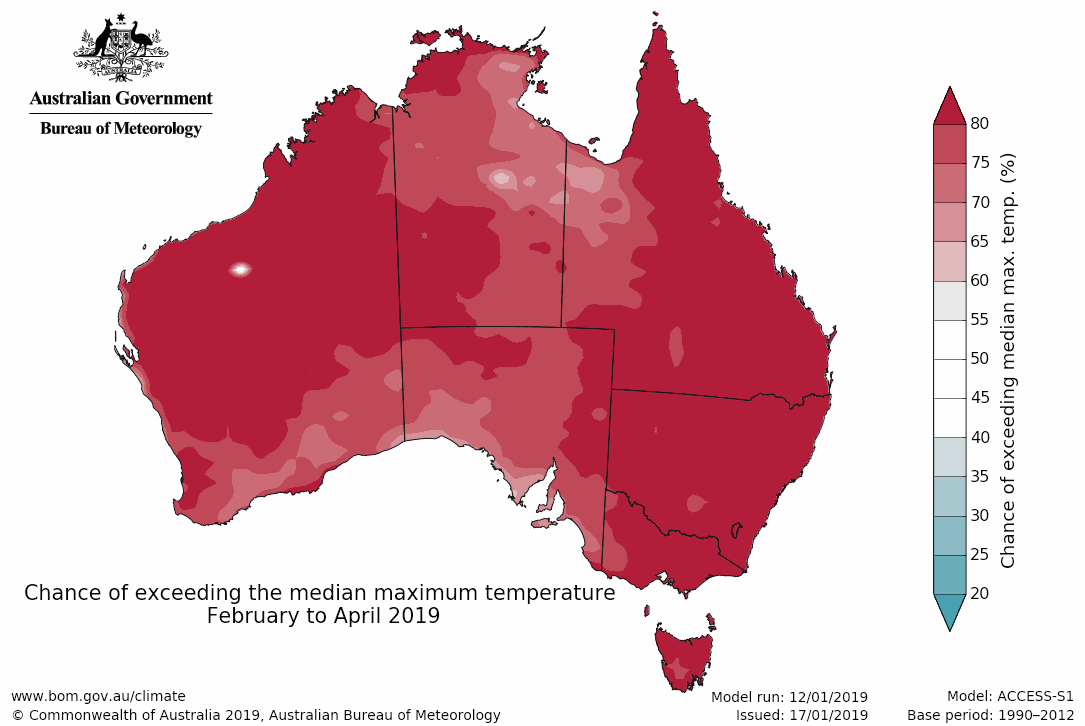 AUSTRALIA
Australian Government
Bureau of Meteorology
80
75
70
65
60
55
50
45
40
35
30
25
20
Chance of exceeding median max. temp. (%)
Chance of exceeding the median maximum temperature
February to April 2019
www.bom.gov.au/climate
© Commonwealth of Australia 2019, Australian Bureau of Meteorology
Model run: 12/01/2019
Issued: 17/01/2019
Model: ACCESS-S1
Base period: 1990–2012